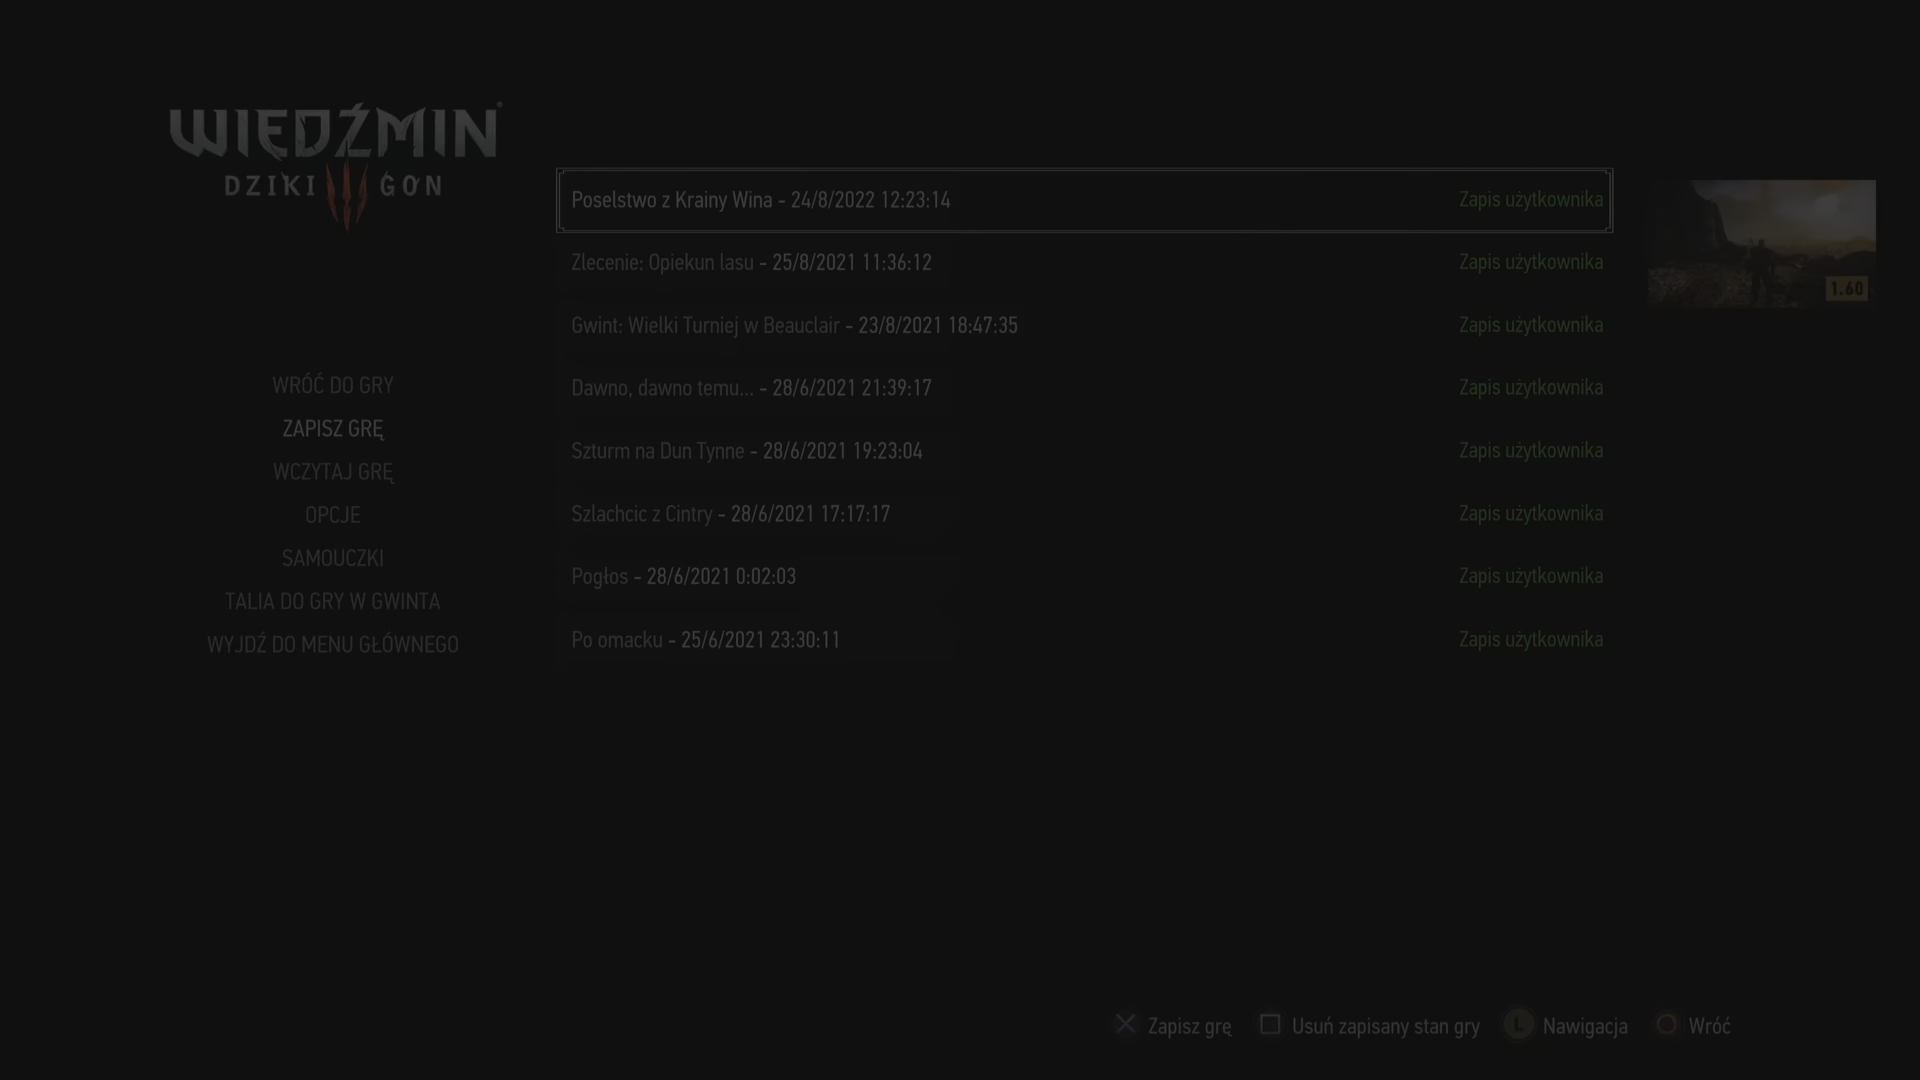 WIEDŹMIN
DZIKI GON
Poselstwo z Krainy Wina - 24/8/2022 12:23:14 Zapis użytkownika
Zlecenie: Opiekun lasu - 25/8/2021 11:36:12 Zapis użytkownika
1.60
Gwint: Wielki Turniej w Beauclair - 23/8/2021 18:47:35 Zapis użytkownika
Dawno, dawno temu... - 28/6/2021 21:39:17 Zapis użytkownika
Szturm na Dun Tynne - 28/6/2021 19:23:04 Zapis użytkownika
Szlachcic z Cintry - 28/6/2021 17:17:17 Zapis użytkownika
Pogłos - 28/6/2021 0:02:03 Zapis użytkownika
Po omacku - 25/6/2021 23:30:11 Zapis użytkownika
WRÓĆ DO GRY
ZAPISZ GRĘ
WCZYTAJ GRĘ
OPCJE
SAMOUCZKI
TALIA DO GRY W GWINTA
WYJDŹ DO MENU GŁÓWNEGO
Zapisz grę Usuń zapisany stan gry L Nawigacja Wróć